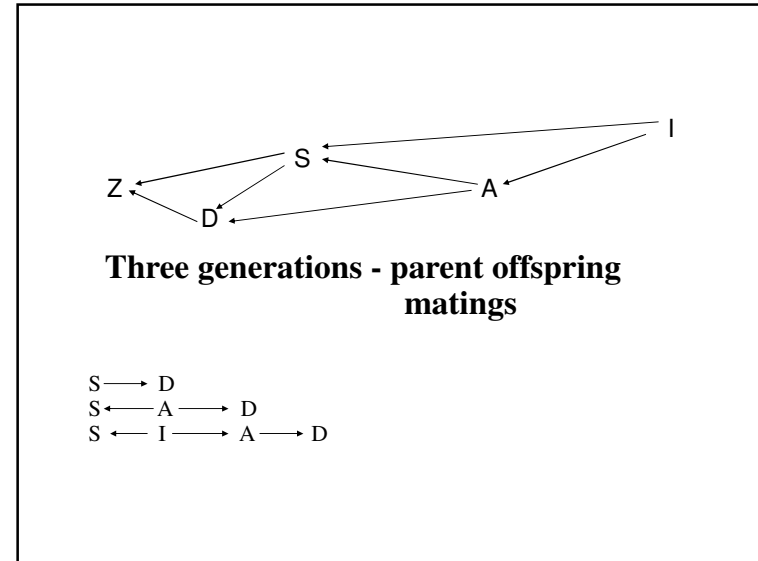 I
S
Z
A
D
Three generations - parent offspring
matings
S → D
S ← A → D
S ← I → A → D